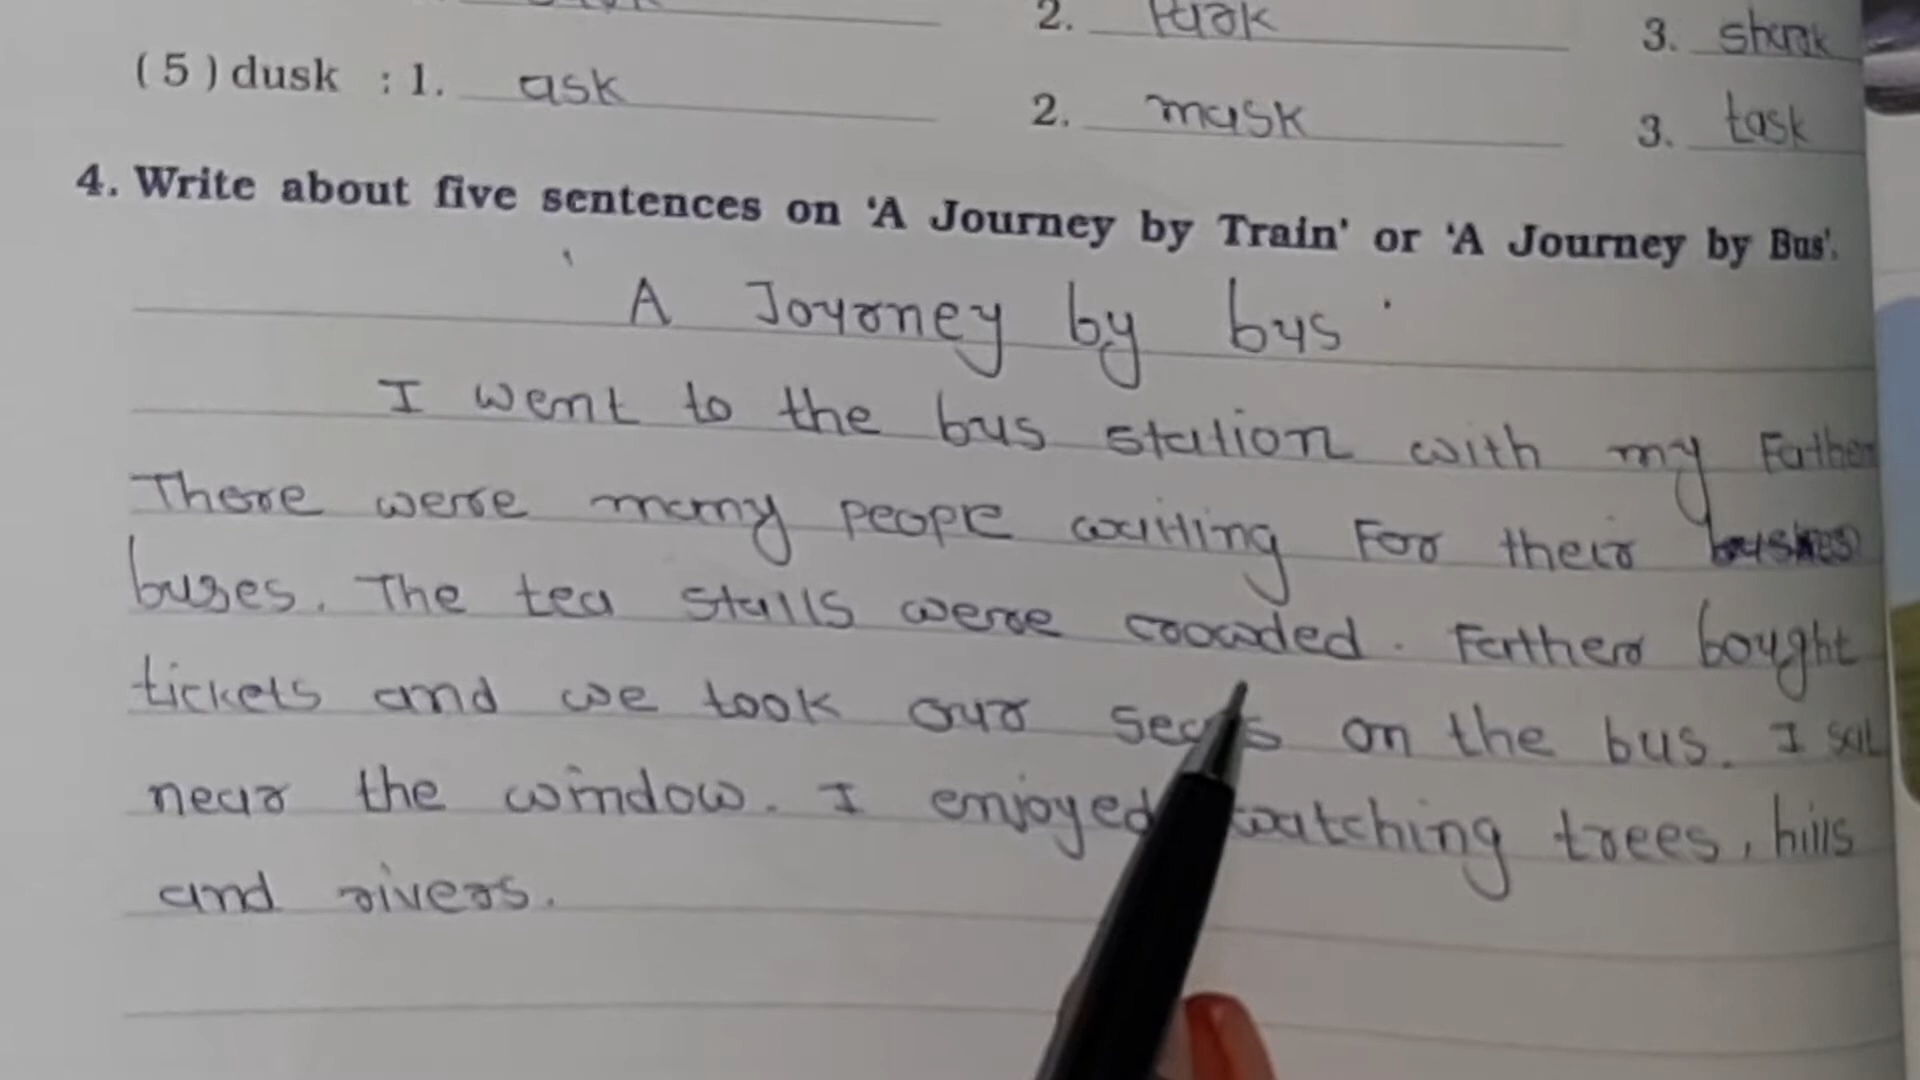 2. 3. shark
(5) dusk : 1. ask 2. mask 3. task
4. Write about five sentences on 'A Journey by Train' or 'A Journey by Bus'.
'A Journey by bus'
I went to the bus station with my Father
There were many people waiting For their
buses. The tea stalls were crowded. Father bought
tickets and we took our seats on the bus. I sat
near the window. I enjoyed watching trees, hills
and rivers.